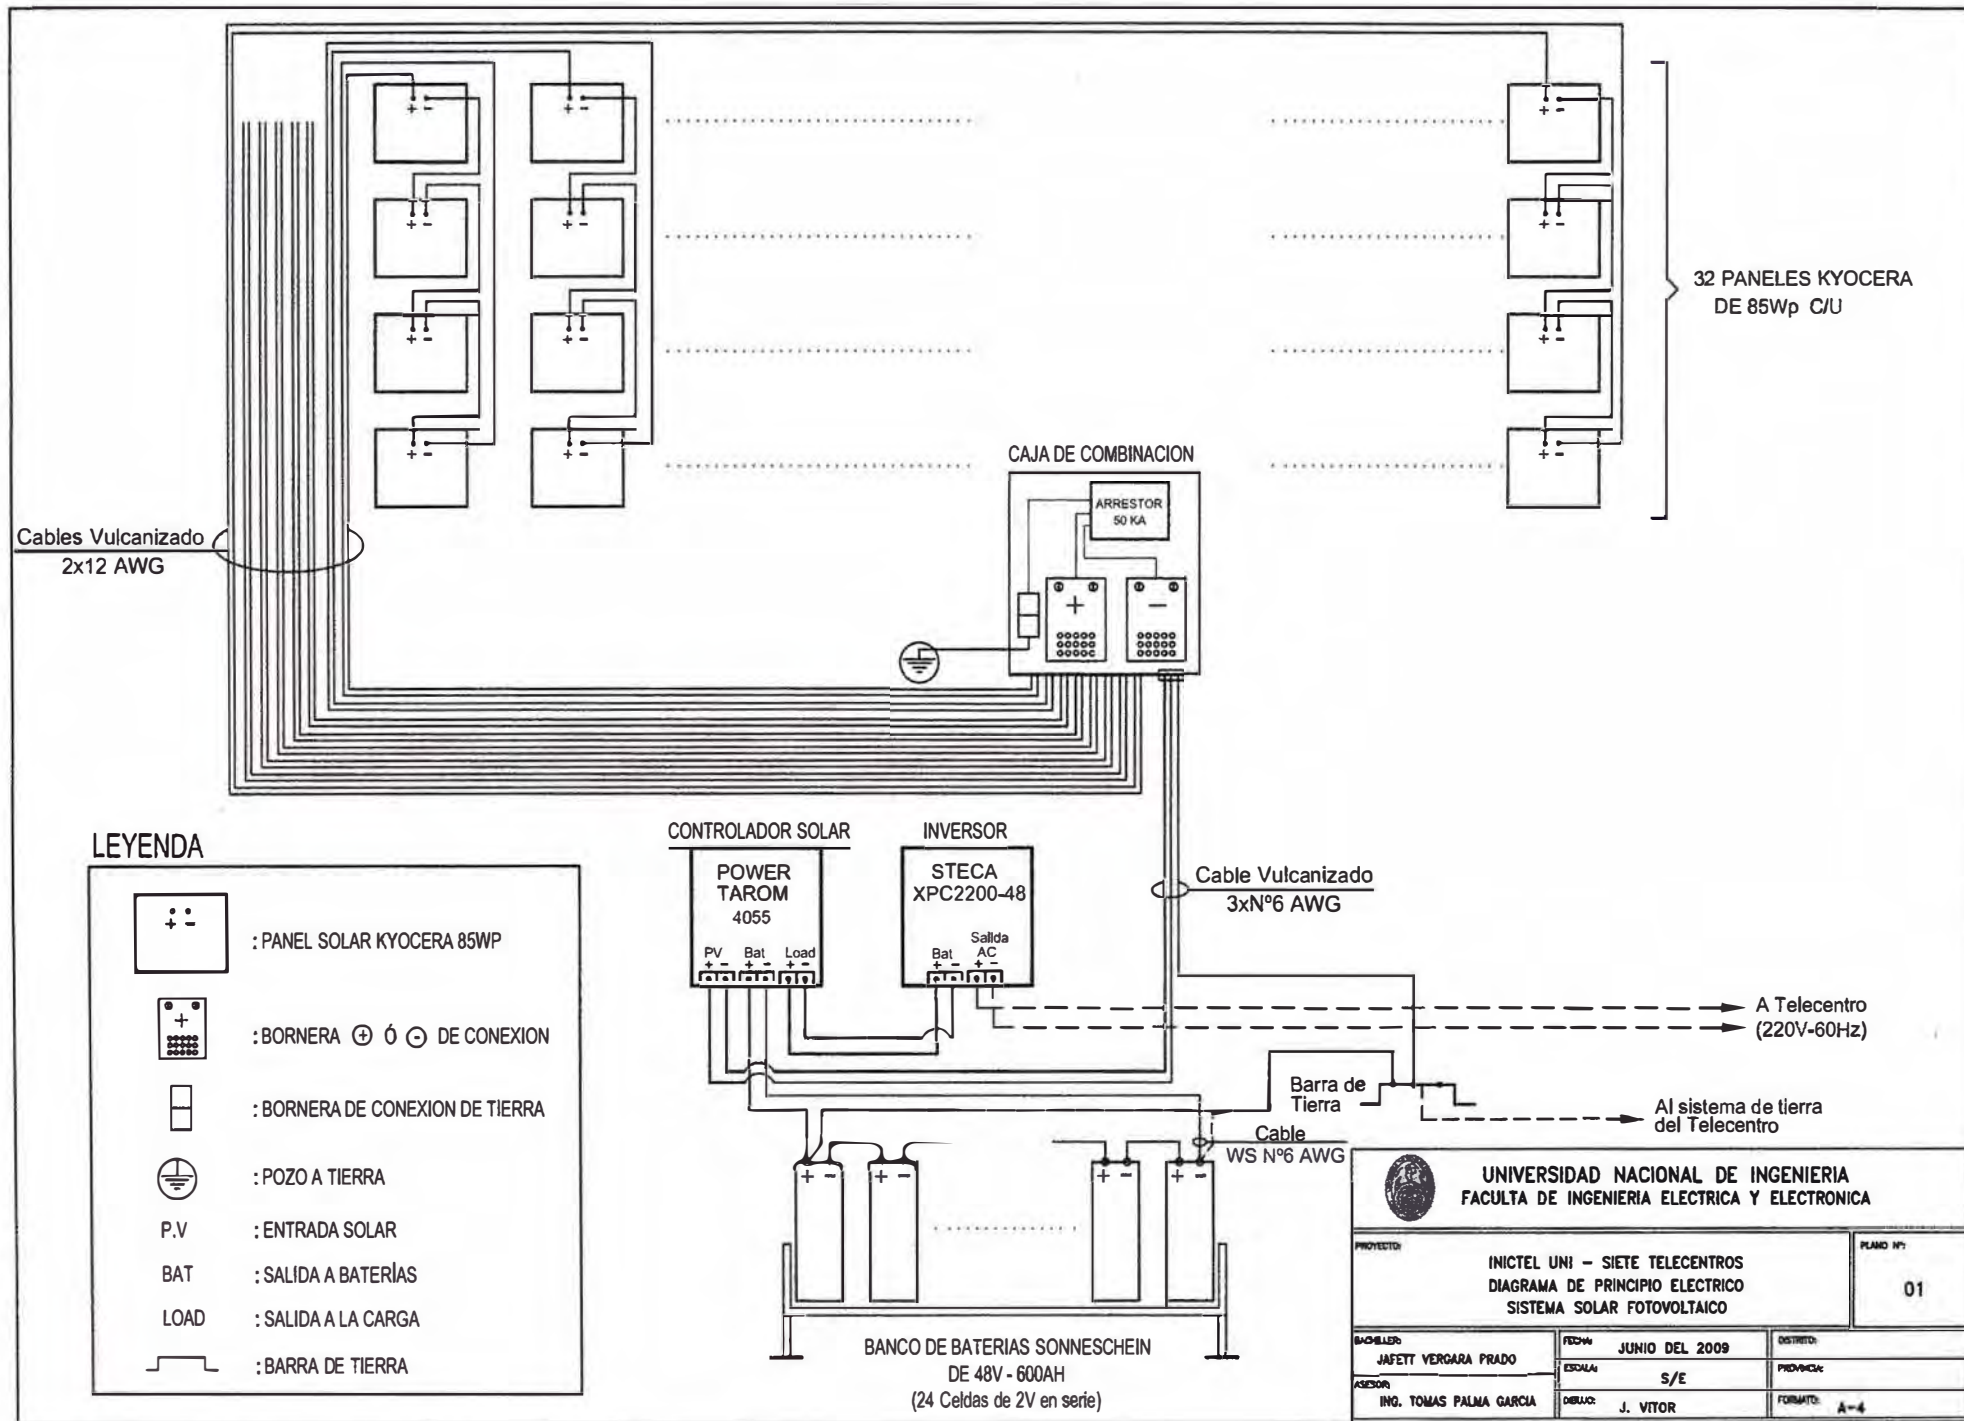 + -
+ -
+ -
+ -
+ -
+ -
+ -
+ -
+ -
+ -
+ -
+ -
32 PANELES KYOCERA
DE 85Wp C/U
Cables Vulcanizado
2x12 AWG
CAJA DE COMBINACION
ARRESTOR
50 KA
+
-
LEYENDA
+ -
: PANEL SOLAR KYOCERA 85WP
+
: BORNERA + Ó - DE CONEXION
: BORNERA DE CONEXION DE TIERRA
: POZO A TIERRA
P.V : ENTRADA SOLAR
BAT : SALIDA A BATERÍAS
LOAD : SALIDA A LA CARGA
: BARRA DE TIERRA
CONTROLADOR SOLAR
POWER
TAROM
4055
PV Bat Load
+ - + - + -
INVERSOR
STECA
XPC2200-48
Salida
Bat AC
+ - + -
Cable Vulcanizado
3xNº6 AWG
A Telecentro
(220V-60Hz)
Barra de
Tierra
Al sistema de tierra
del Telecentro
Cable
WS Nº6 AWG
+ - + - + - + -
BANCO DE BATERIAS SONNESCHEIN
DE 48V - 600AH
(24 Celdas de 2V en serie)
UNIVERSIDAD NACIONAL DE INGENIERIA
FACULTA DE INGENIERIA ELECTRICA Y ELECTRONICA
PROYECTO:
INICTEL UNI - SIETE TELECENTROS
DIAGRAMA DE PRINCIPIO ELECTRICO
SISTEMA SOLAR FOTOVOLTAICO
PLANO Nº:
01
BACHILLER:
JAFETT VERGARA PRADO
ASESOR:
ING. TOMAS PALMA GARCIA
FECHA: JUNIO DEL 2009
ESCALA: S/E
DIBUJO: J. VITOR
DISTRITO:
PROVINCIA:
FORMATO: A-4